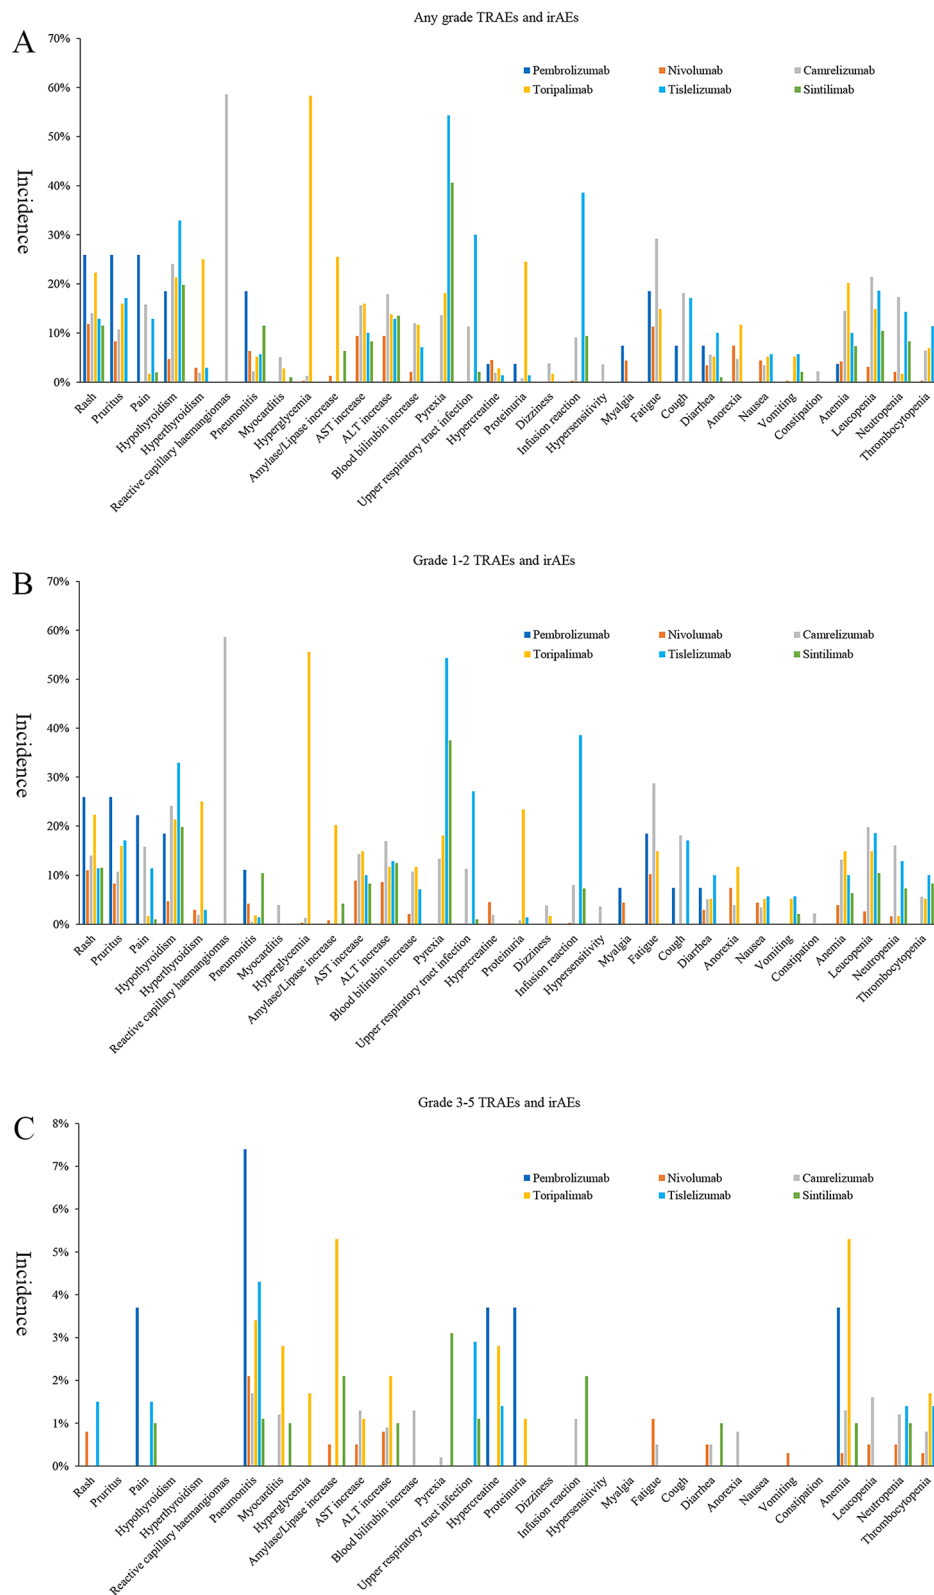 Any grade TRAEs and irAEs
A
70%
60%
50%
40%
30%
20%
10%
0%
Incidence
Pembrolizumab Nivolumab Camrelizumab
Toripalimab Tislelizumab Sintilimab
Rash
Pruritus
Pain
Hypothyroidism
Hyperthyroidism
Reactive capillary haemangiomas
Pneumonitis
Myocarditis
Hyperglycemia
Amylase/Lipase increase
AST increase
ALT increase
Blood bilirubin increase
Pyrexia
Upper respiratory tract infection
Hypercreatine
Proteinuria
Dizziness
Infusion reaction
Hypersensitivity
Myalgia
Fatigue
Cough
Diarrhea
Anorexia
Nausea
Vomiting
Constipation
Anemia
Leucopenia
Neutropenia
Thrombocytopenia
Grade 1-2 TRAEs and irAEs
B
70%
60%
50%
40%
30%
20%
10%
0%
Incidence
Pembrolizumab Nivolumab Camrelizumab
Toripalimab Tislelizumab Sintilimab
Rash
Pruritus
Pain
Hypothyroidism
Hyperthyroidism
Reactive capillary haemangiomas
Pneumonitis
Myocarditis
Hyperglycemia
Amylase/Lipase increase
AST increase
ALT increase
Blood bilirubin increase
Pyrexia
Upper respiratory tract infection
Hypercreatine
Proteinuria
Dizziness
Infusion reaction
Hypersensitivity
Myalgia
Fatigue
Cough
Diarrhea
Anorexia
Nausea
Vomiting
Constipation
Anemia
Leucopenia
Neutropenia
Thrombocytopenia
Grade 3-5 TRAEs and irAEs
C
8%
7%
6%
5%
4%
3%
2%
1%
0%
Incidence
Pembrolizumab Nivolumab Camrelizumab
Toripalimab Tislelizumab Sintilimab
Rash
Pruritus
Pain
Hypothyroidism
Hyperthyroidism
Reactive capillary haemangiomas
Pneumonitis
Myocarditis
Hyperglycemia
Amylase/Lipase increase
AST increase
ALT increase
Blood bilirubin increase
Pyrexia
Upper respiratory tract infection
Hypercreatine
Proteinuria
Dizziness
Infusion reaction
Hypersensitivity
Myalgia
Fatigue
Cough
Diarrhea
Anorexia
Nausea
Vomiting
Constipation
Anemia
Leucopenia
Neutropenia
Thrombocytopenia